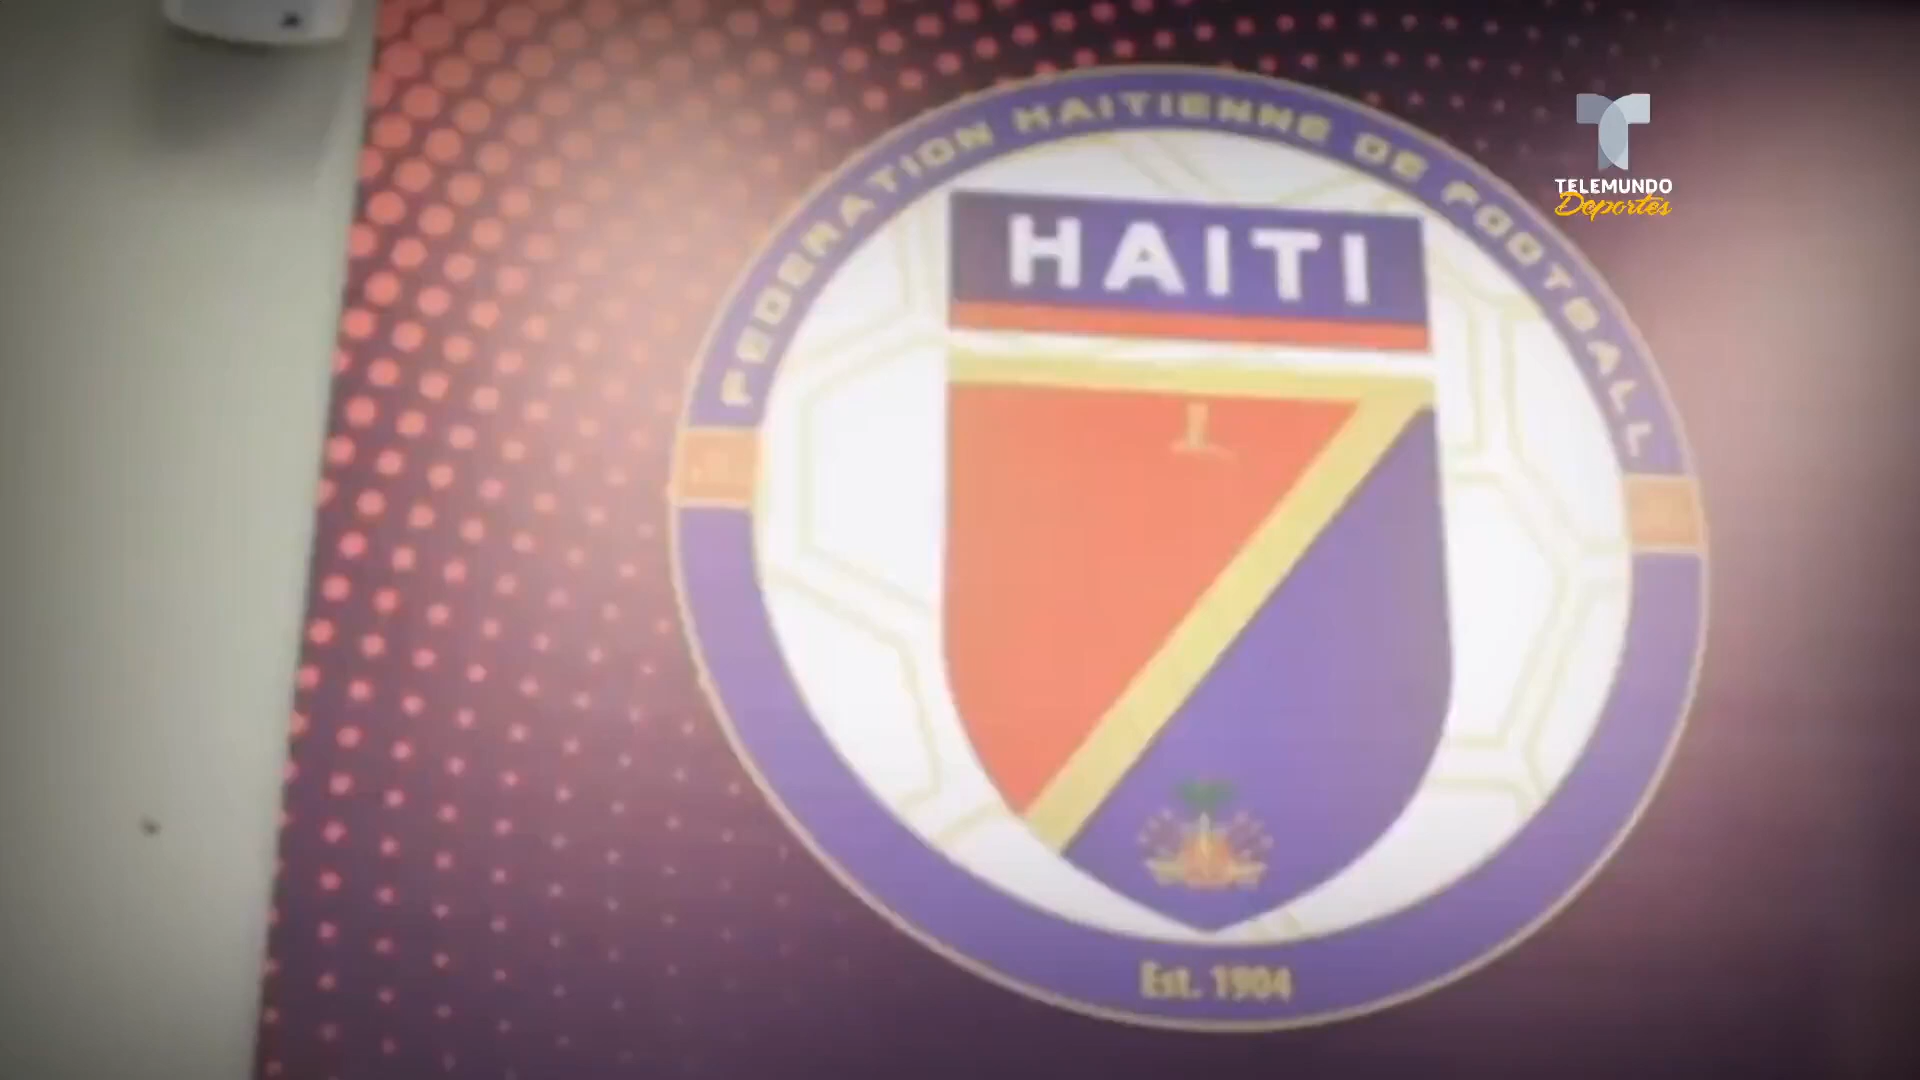 FEDERATION HAITIENNE DE FOOTBALL
HAITI
Est. 1904
TELEMUNDO
Deportes